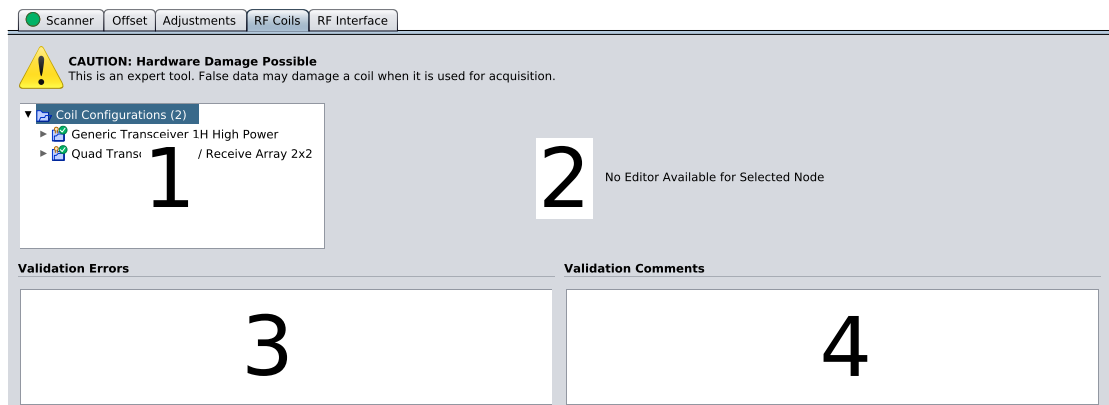 Scanner Offset Adjustments RF Coils RF Interface
CAUTION: Hardware Damage Possible
This is an expert tool. False data may damage a coil when it is used for acquisition.
Coil Configurations (2)
Generic Transceiver 1H High Power
Quad / Receive Array 2x2
1
2
No Editor Available for Selected Node
Validation Errors
3
Validation Comments
4